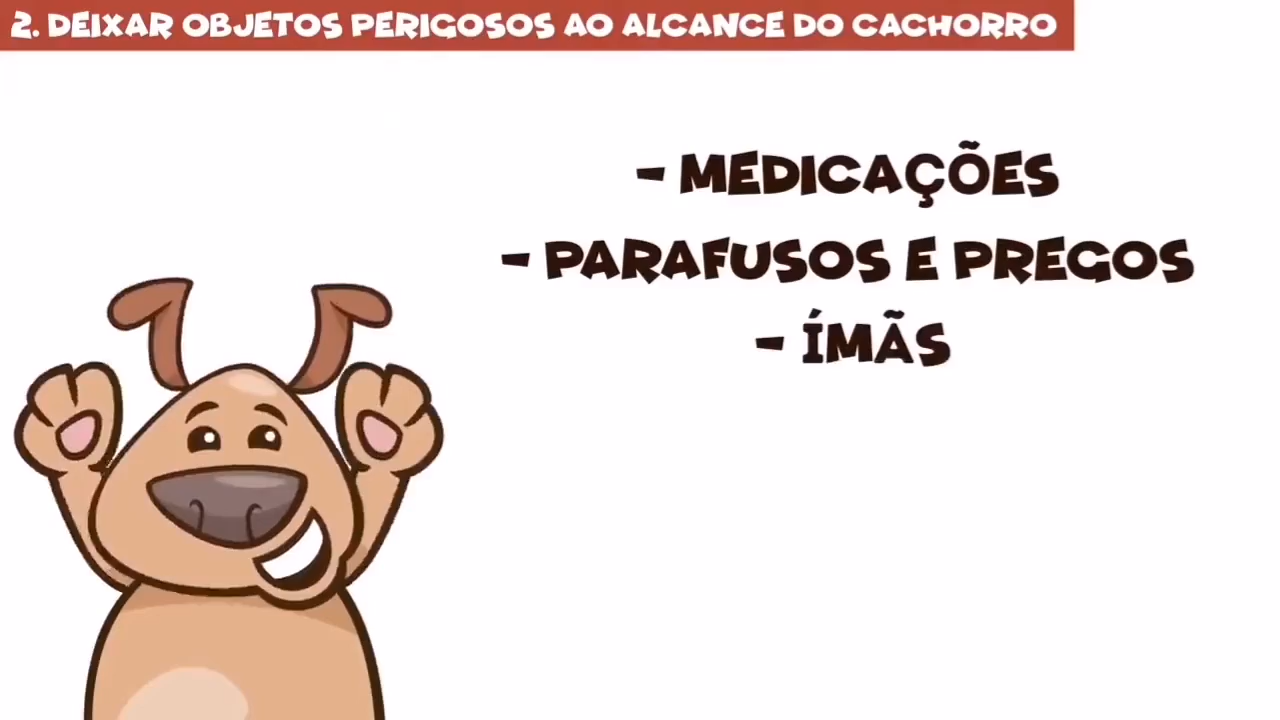 2. DEIXAR OBJETOS PERIGOSOS AO ALCANCE DO CACHORRO
- MEDICAÇÕES
- PARAFUSOS E PREGOS
- ÍMÃS